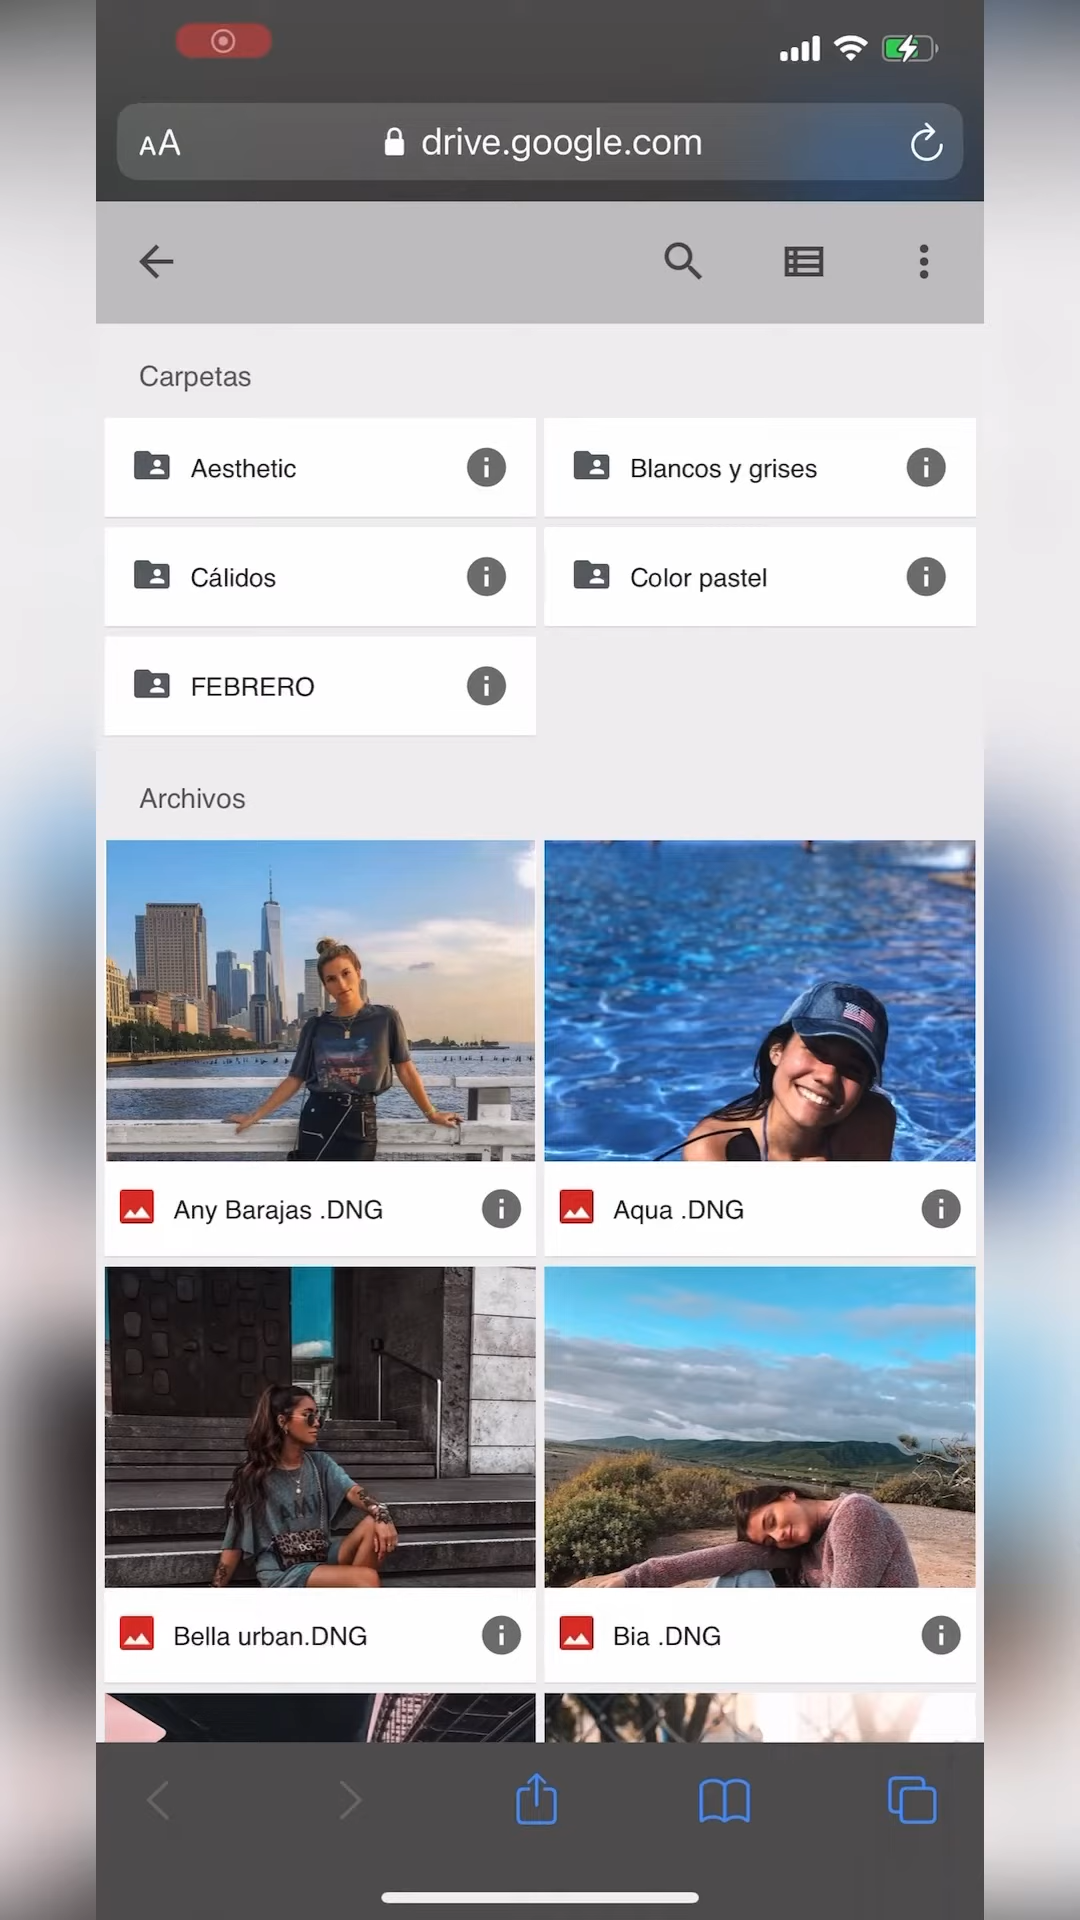 AA drive.google.com
Carpetas
Aesthetic
Blancos y grises
Cálidos
Color pastel
FEBRERO
Archivos
Any Barajas .DNG
Aqua .DNG
Bella urban.DNG
Bia .DNG